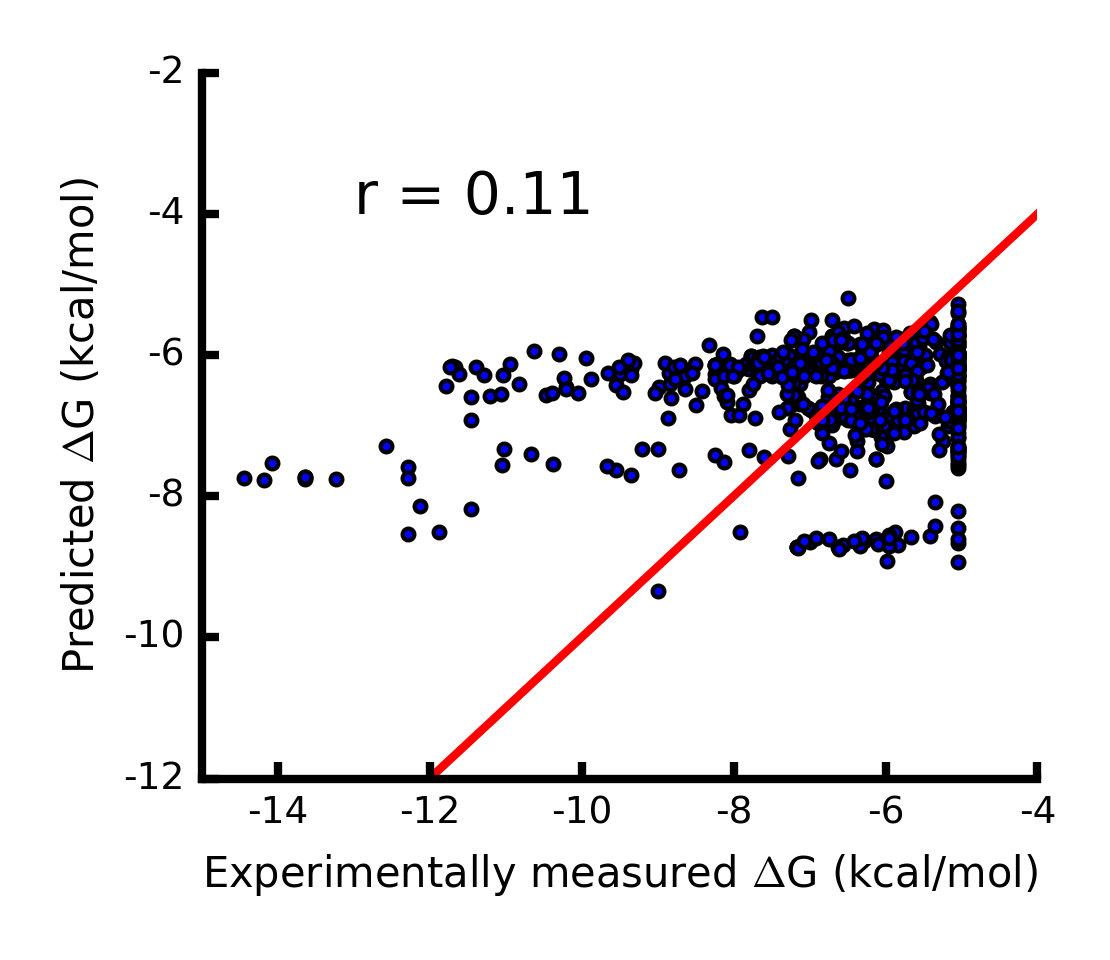 -2
-4
-6
-8
-10
-12
r = 0.11
Predicted ΔG (kcal/mol)
-14 -12 -10 -8 -6 -4
Experimentally measured ΔG (kcal/mol)